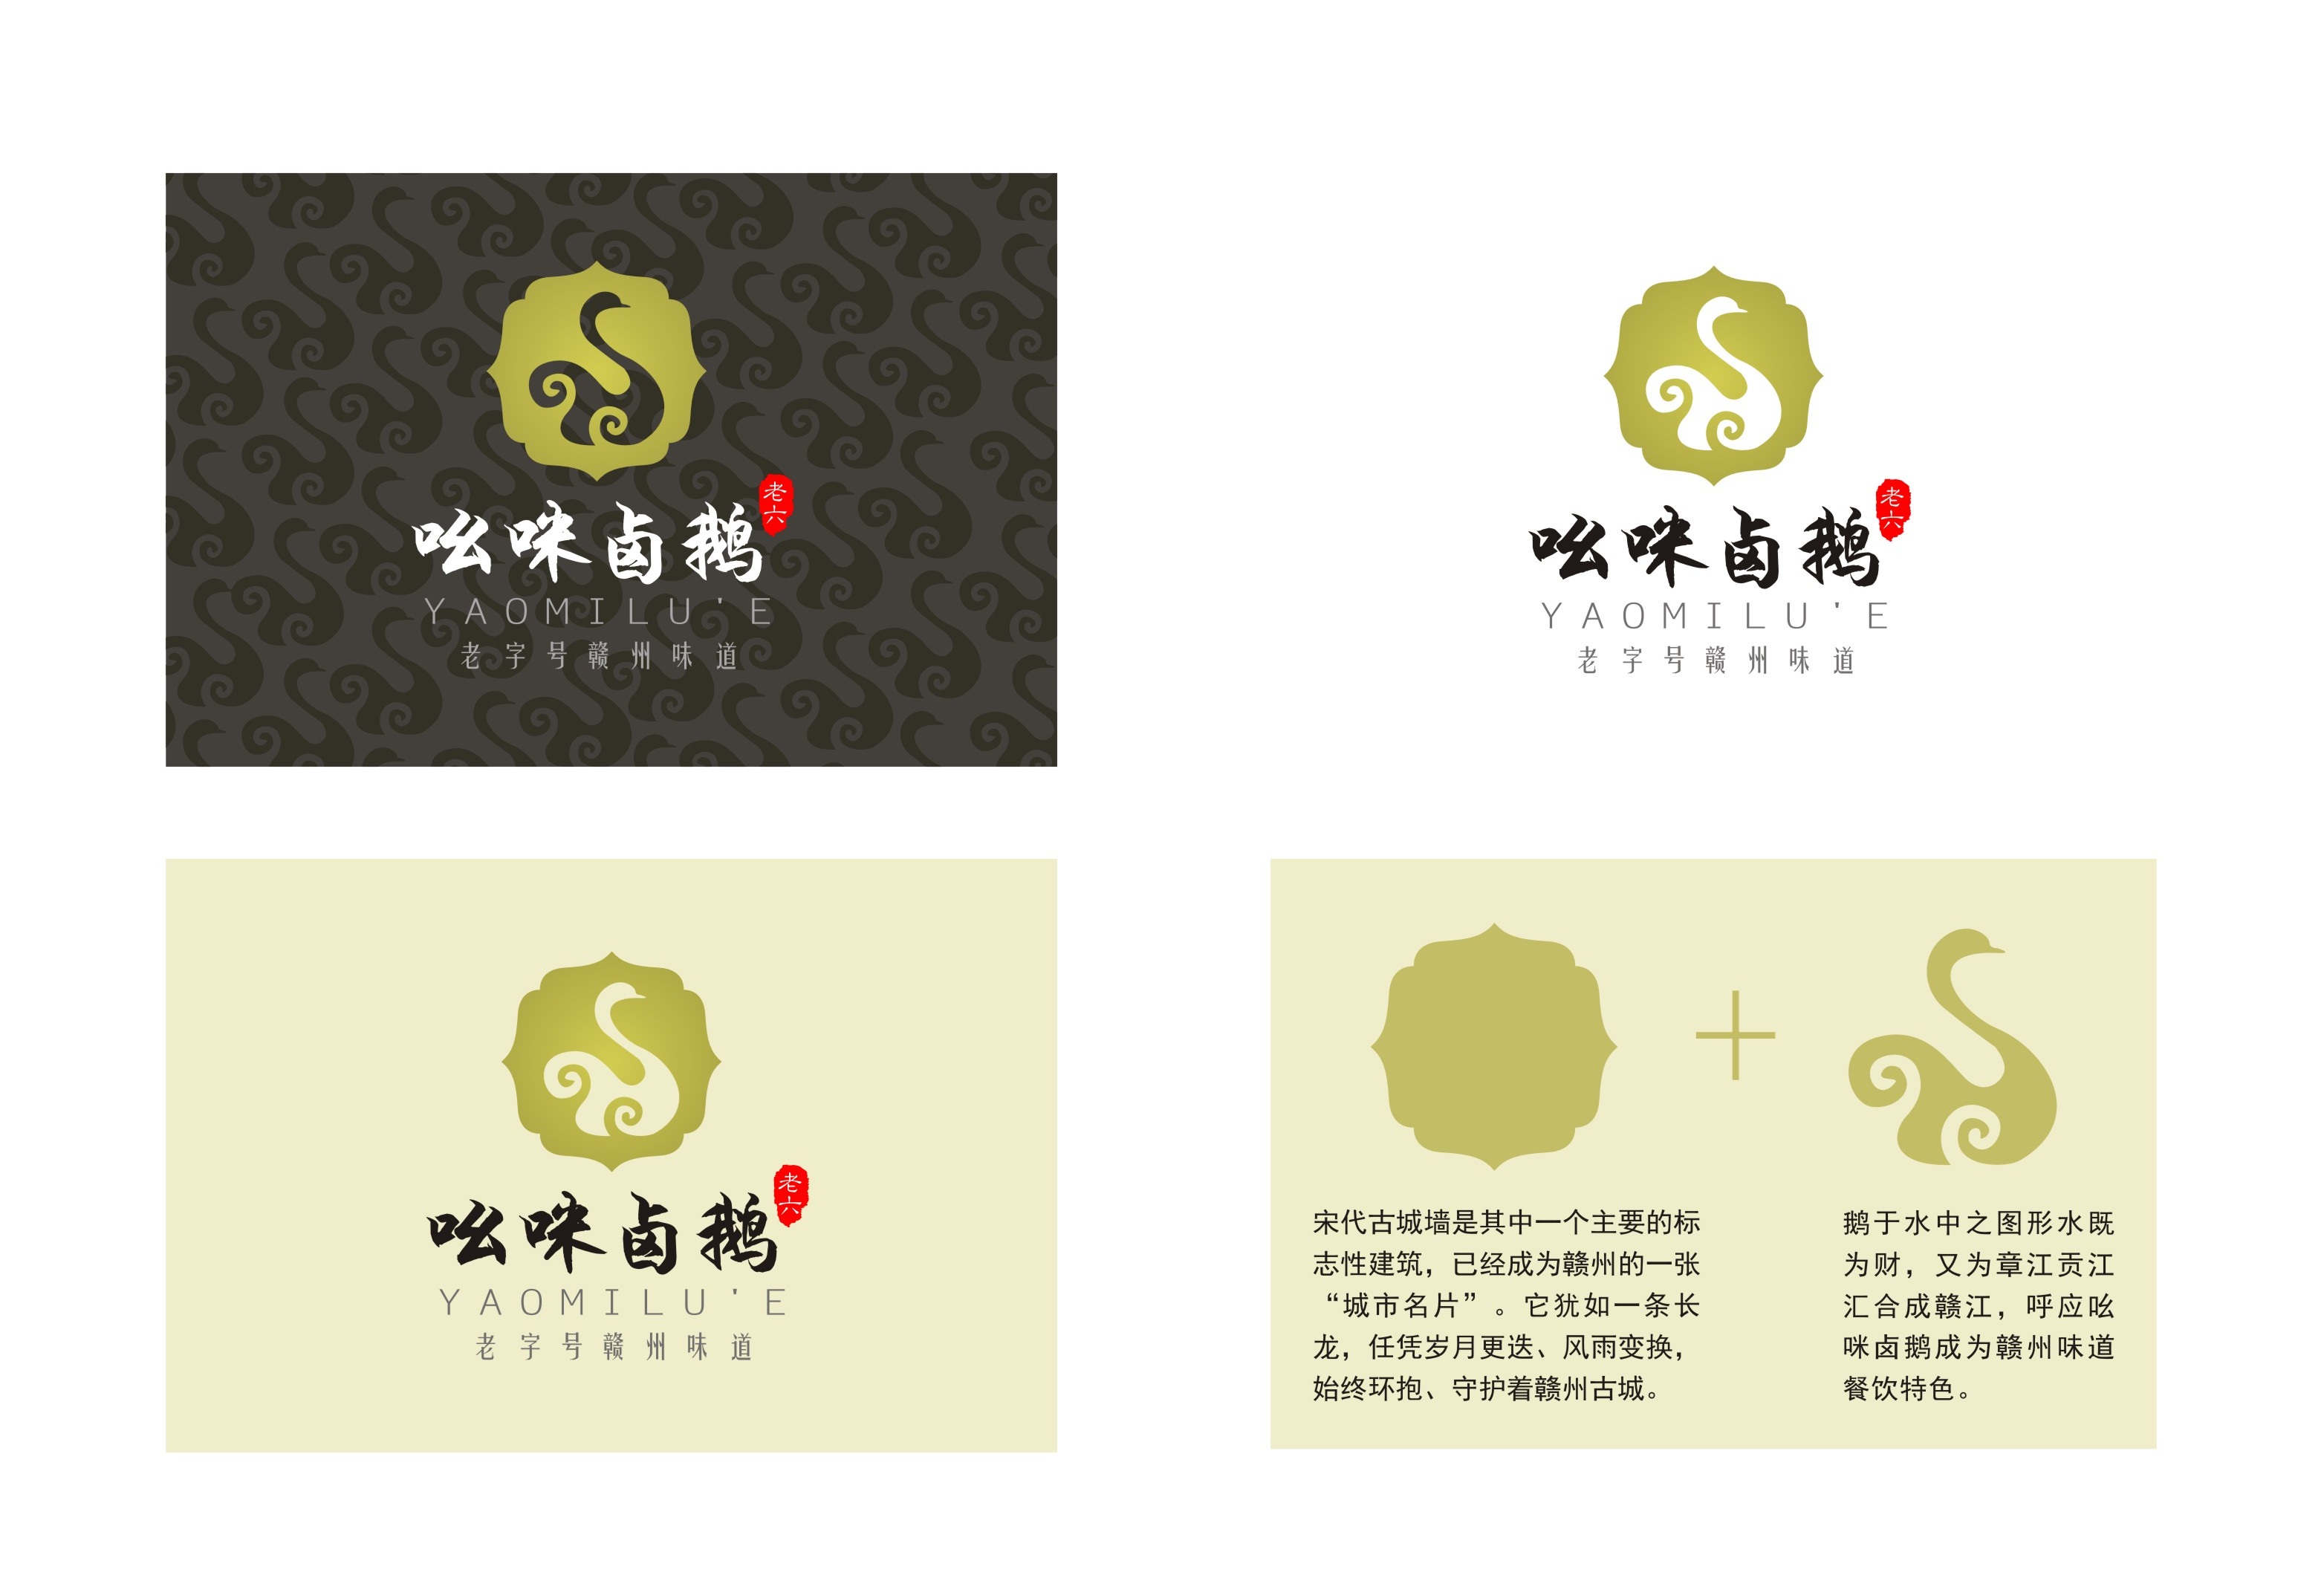 老六
吆咪卤鹅
YAOMILU'E
老字号赣州味道
老六
吆咪卤鹅
YAOMILU'E
老字号赣州味道
老六
吆咪卤鹅
YAOMILU'E
老字号赣州味道
宋代古城墙是其中一个主要的标
志性建筑，已经成为赣州的一张
“城市名片”。它犹如一条长
龙，任凭岁月更迭、风雨变换，
始终环抱、守护着赣州古城。
鹅于水中之图形水既
为财，又为章江贡江
汇合成赣江，呼应吆
咪卤鹅成为赣州味道
餐饮特色。